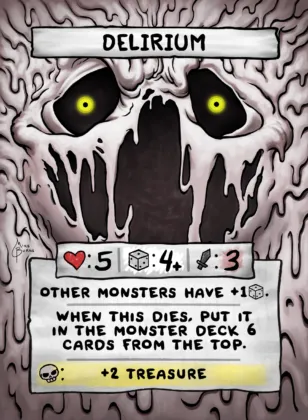 DELIRIUM
:5 :4+ :3
OTHER MONSTERS HAVE +1.
WHEN THIS DIES, PUT IT
IN THE MONSTER DECK 6
CARDS FROM THE TOP.
: +2 TREASURE